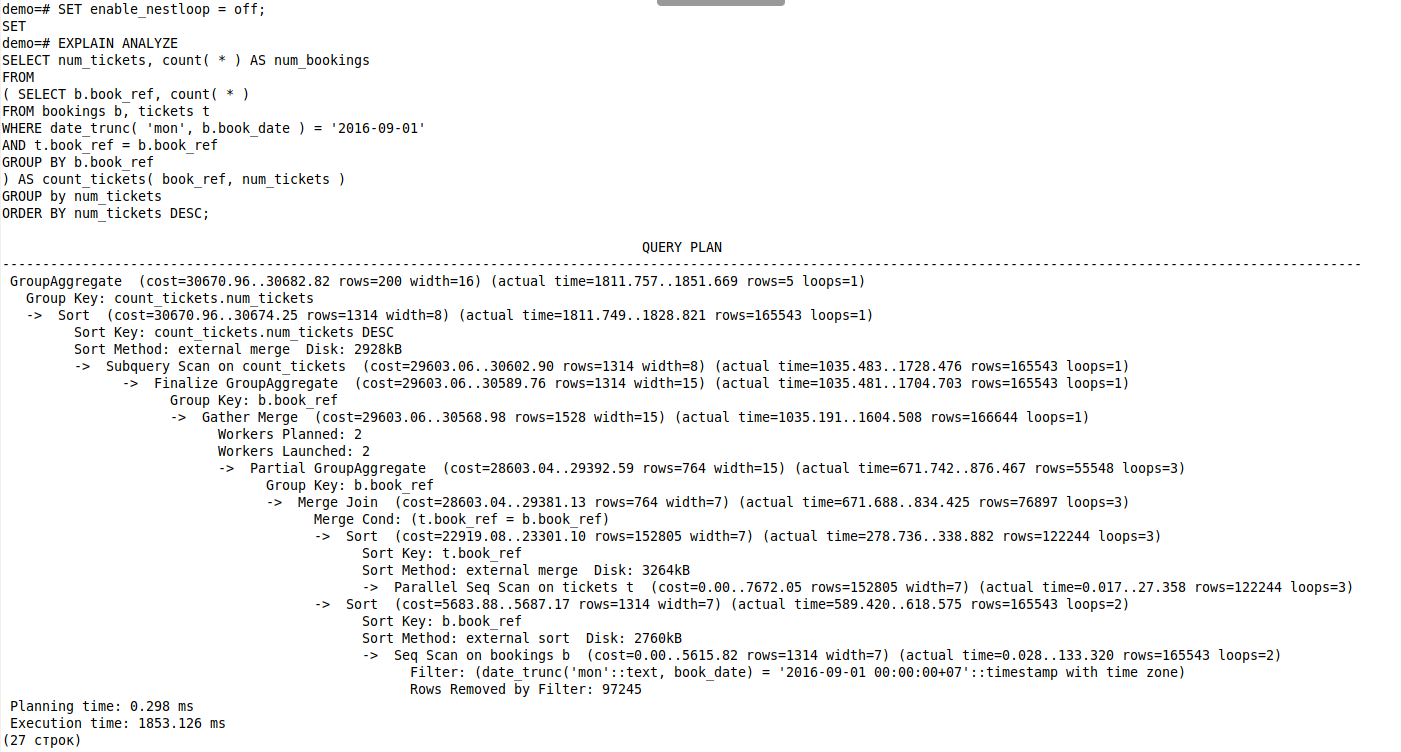 demo=# SET enable_nestloop = off;
SET
demo=# EXPLAIN ANALYZE
SELECT num_tickets, count( * ) AS num_bookings
FROM
( SELECT b.book_ref, count( * )
FROM bookings b, tickets t
WHERE date_trunc( 'mon', b.book_date ) = '2016-09-01'
AND t.book_ref = b.book_ref
GROUP BY b.book_ref
) AS count_tickets( book_ref, num_tickets )
GROUP by num_tickets
ORDER BY num_tickets DESC;
QUERY PLAN
--------------------------------------------------------------------------------------------------------------------------------------------------------------------------
GroupAggregate  (cost=30670.96..30682.82 rows=200 width=16) (actual time=1811.757..1851.669 rows=5 loops=1)
Group Key: count_tickets.num_tickets
->  Sort  (cost=30670.96..30674.25 rows=1314 width=8) (actual time=1811.749..1828.821 rows=165543 loops=1)
Sort Key: count_tickets.num_tickets DESC
Sort Method: external merge  Disk: 2928kB
->  Subquery Scan on count_tickets  (cost=29603.06..30602.90 rows=1314 width=8) (actual time=1035.483..1728.476 rows=165543 loops=1)
->  Finalize GroupAggregate  (cost=29603.06..30589.76 rows=1314 width=15) (actual time=1035.481..1704.703 rows=165543 loops=1)
Group Key: b.book_ref
->  Gather Merge  (cost=29603.06..30568.98 rows=1528 width=15) (actual time=1035.191..1604.508 rows=166644 loops=1)
Workers Planned: 2
Workers Launched: 2
->  Partial GroupAggregate  (cost=28603.04..29392.59 rows=764 width=15) (actual time=671.742..876.467 rows=55548 loops=3)
Group Key: b.book_ref
->  Merge Join  (cost=28603.04..29381.13 rows=764 width=7) (actual time=671.688..834.425 rows=76897 loops=3)
Merge Cond: (t.book_ref = b.book_ref)
->  Sort  (cost=22919.08..23301.10 rows=152805 width=7) (actual time=278.736..338.882 rows=122244 loops=3)
Sort Key: t.book_ref
Sort Method: external merge  Disk: 3264kB
->  Parallel Seq Scan on tickets t  (cost=0.00..7672.05 rows=152805 width=7) (actual time=0.017..27.358 rows=122244 loops=3)
->  Sort  (cost=5683.88..5687.17 rows=1314 width=7) (actual time=589.420..618.575 rows=165543 loops=2)
Sort Key: b.book_ref
Sort Method: external sort  Disk: 2760kB
->  Seq Scan on bookings b  (cost=0.00..5615.82 rows=1314 width=7) (actual time=0.028..133.320 rows=165543 loops=2)
Filter: (date_trunc('mon'::text, book_date) = '2016-09-01 00:00:00+07'::timestamp with time zone)
Rows Removed by Filter: 97245
Planning time: 0.298 ms
Execution time: 1853.126 ms
(27 строк)